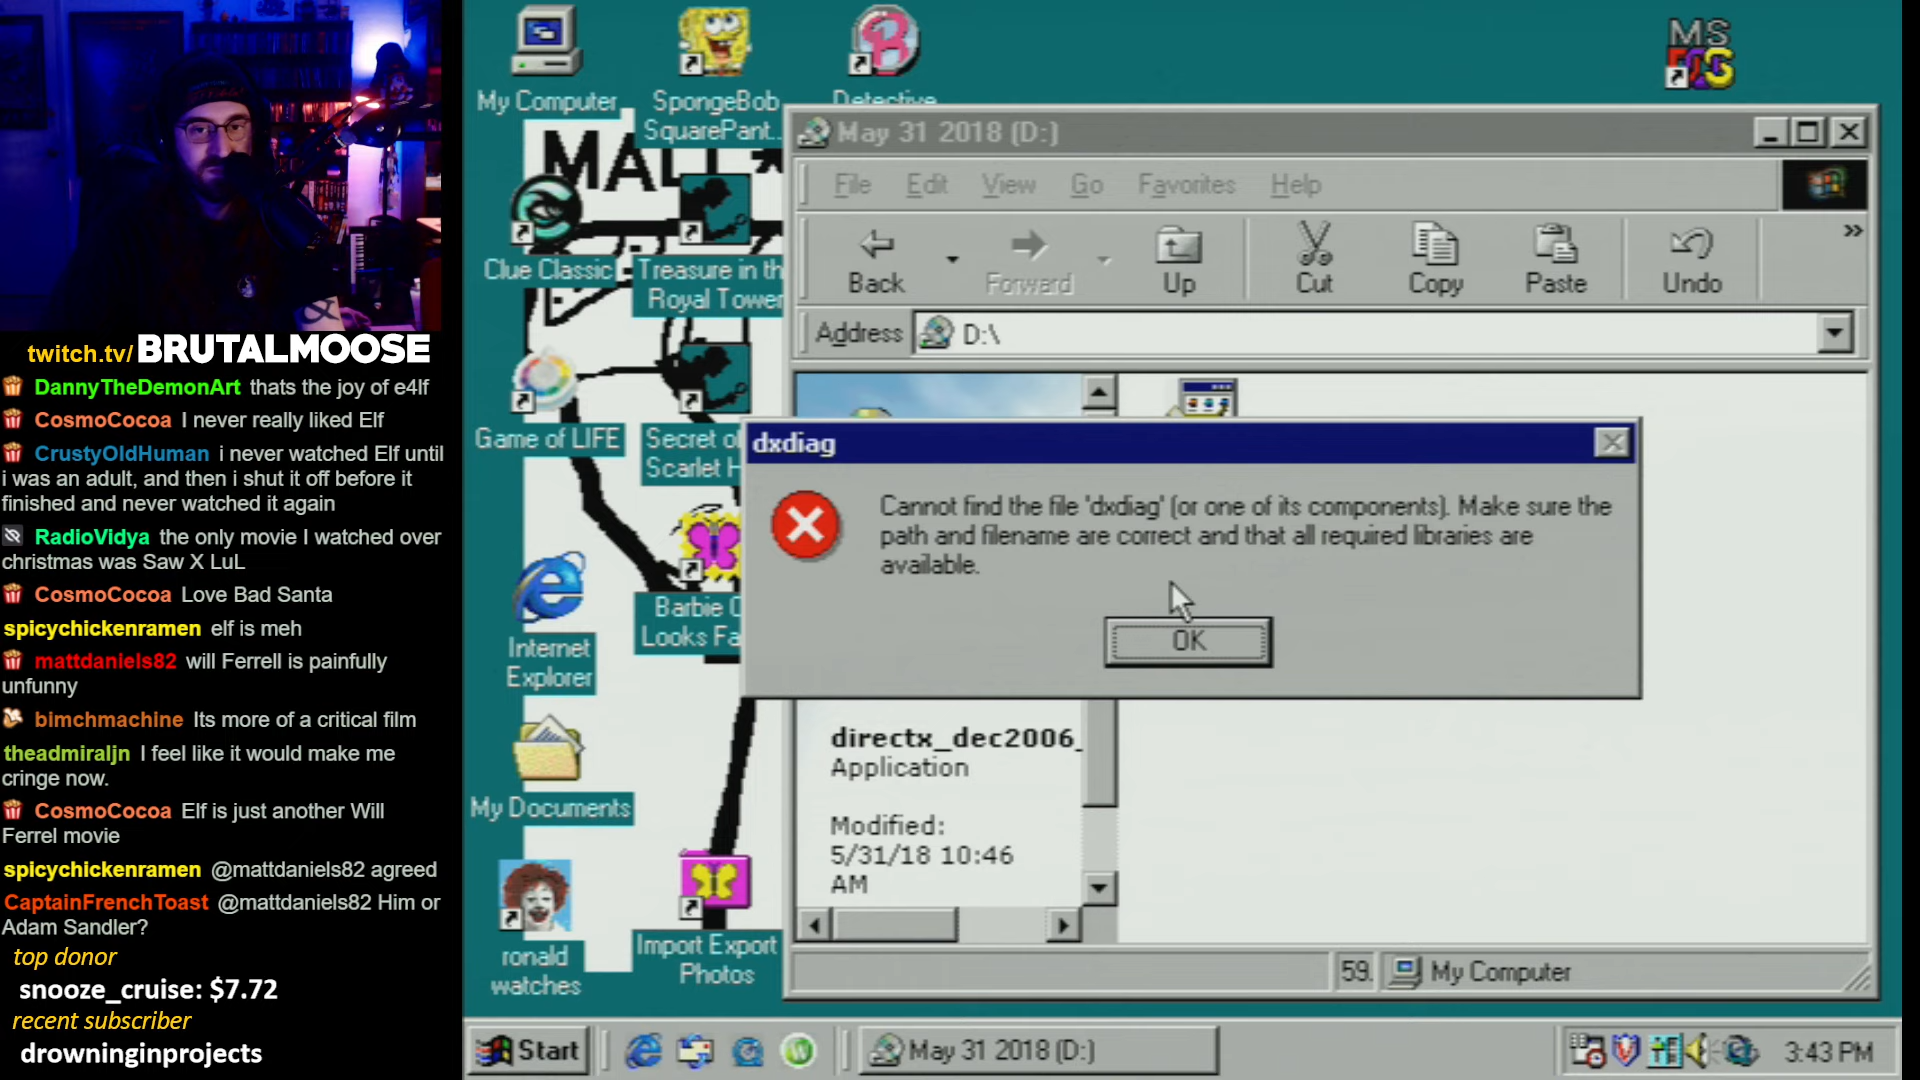 twitch.tv/BRUTALMOOSE
DannyTheDemonArt thats the joy of e4lf
CosmoCocoa I never really liked Elf
CrustyOldHuman i never watched Elf until
i was an adult, and then i shut it off before it
finished and never watched it again
RadioVidya the only movie I watched over
christmas was Saw X LuL
CosmoCocoa Love Bad Santa
spicychickenramen elf is meh
mattdaniels82 will Ferrell is painfully
unfunny
bimchmachine Its more of a critical film
theadmiraljn I feel like it would make me
cringe now.
CosmoCocoa Elf is just another Will
Ferrel movie
spicychickenramen @mattdaniels82 agreed
CaptainFrenchToast @mattdaniels82 Him or
Adam Sandler?
top donor
snooze_cruise: $7.72
recent subscriber
drowninginprojects
My Computer
SpongeBob
SquarePant...
Detective
MS
MALL
Clue Classic
Treasure in the
Royal Tower
Game of LIFE
Secret of
Scarlet H
Internet
Explorer
Barbie C
Looks Fa
My Documents
ronald
watches
Import Export
Photos
May 31 2018 (D:)
File Edit View Go Favorites Help
Back Forward Up Cut Copy Paste Undo
Address D:\
dxdiag
Cannot find the file 'dxdiag' (or one of its components). Make sure the
path and filename are correct and that all required libraries are
available.
OK
directx_dec2006_
Application
Modified:
5/31/18 10:46
AM
59. My Computer
Start May 31 2018 (D:) 3:43 PM